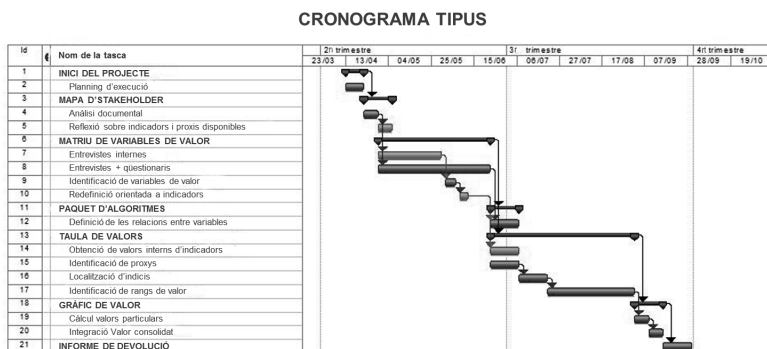 CRONOGRAMA TIPUS
Id Nom de la tasca 2n trimestre 3r trimestre 4rt trimestre
23/03 13/04 04/05 25/05 15/06 06/07 27/07 17/08 07/09 28/09 19/10
1 INICI DEL PROJECTE
2 Planning d'execució
3 MAPA D'STAKEHOLDER
4 Anàlisi documental
5 Reflexió sobre indicadors i proxis disponibles
6 MATRIU DE VARIABLES DE VALOR
7 Entrevistes internes
8 Entrevistes + qüestionaris
9 Identificació de variables de valor
10 Redefinició orientada a indicadors
11 PAQUET D'ALGORITMES
12 Definició de les relacions entre variables
13 TAULA DE VALORS
14 Obtenció de valors interns d'indicadors
15 Identificació de proxys
16 Localització d'indicis
17 Identificació de rangs de valor
18 GRÀFIC DE VALOR
19 Càlcul valors particulars
20 Integració Valor consolidat
21 INFORME DE DEVOLUCIÓ